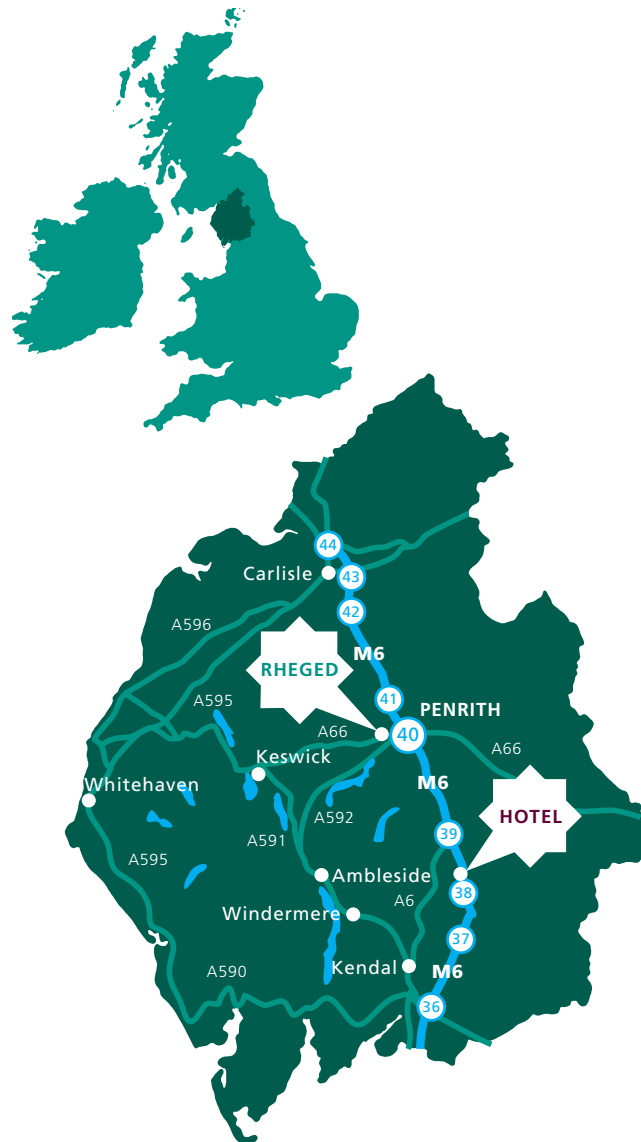 44
Carlisle
43
42
A596
M6
RHEGED
A595
41
PENRITH
A66
40
A66
Keswick
M6
Whitehaven
A592
HOTEL
A591
39
A595
Ambleside
38
A6
Windermere
37
Kendal
A590
M6
36